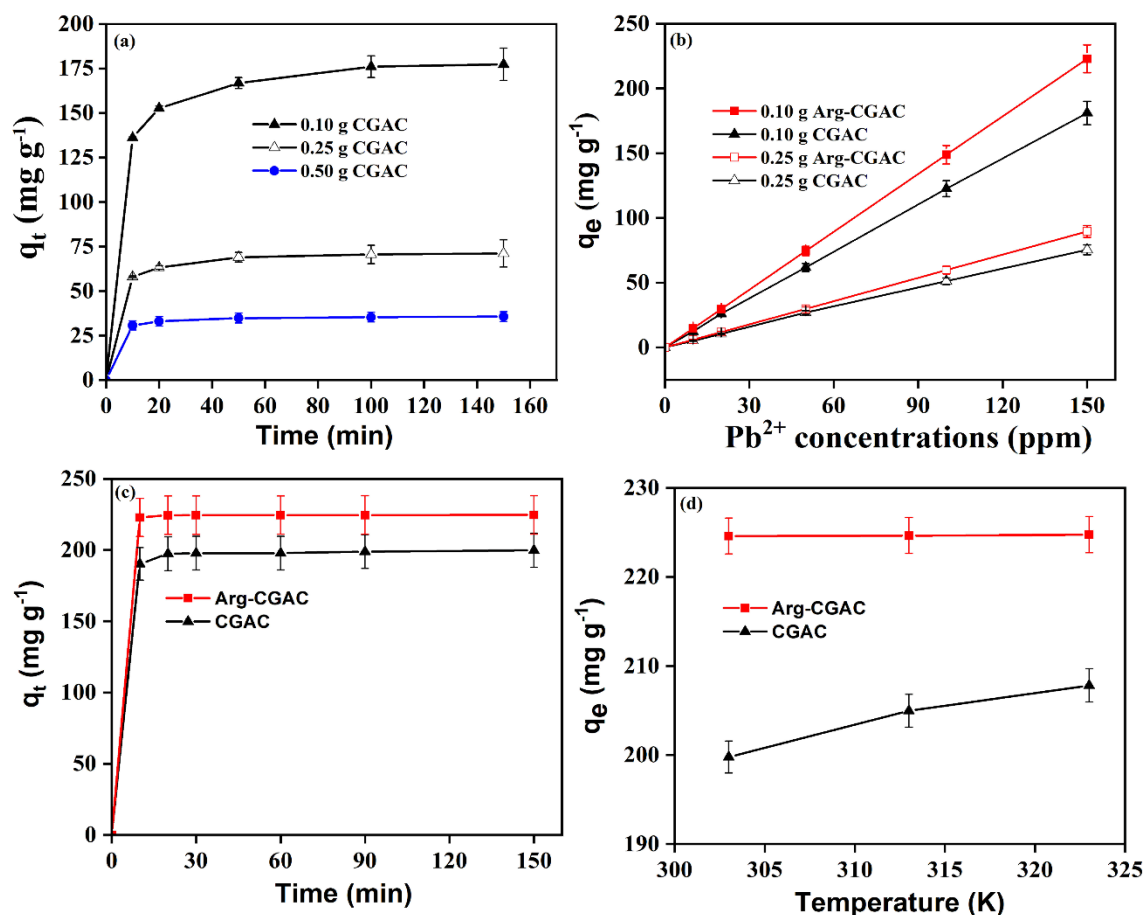 (a)
200
175
150
125
100
75
50
25
0
qt (mg g-1)
0.10 g CGAC
0.25 g CGAC
0.50 g CGAC
0 20 40 60 80 100 120 140 160
Time (min)
(b)
250
200
150
100
50
0
qe (mg g-1)
0.10 g Arg-CGAC
0.10 g CGAC
0.25 g Arg-CGAC
0.25 g CGAC
0 30 60 90 120 150
Pb2+ concentrations (ppm)
(c)
250
200
150
100
50
0
qt (mg g-1)
Arg-CGAC
CGAC
0 30 60 90 120 150
Time (min)
(d)
230
220
210
200
190
qe (mg g-1)
Arg-CGAC
CGAC
300 305 310 315 320 325
Temperature (K)